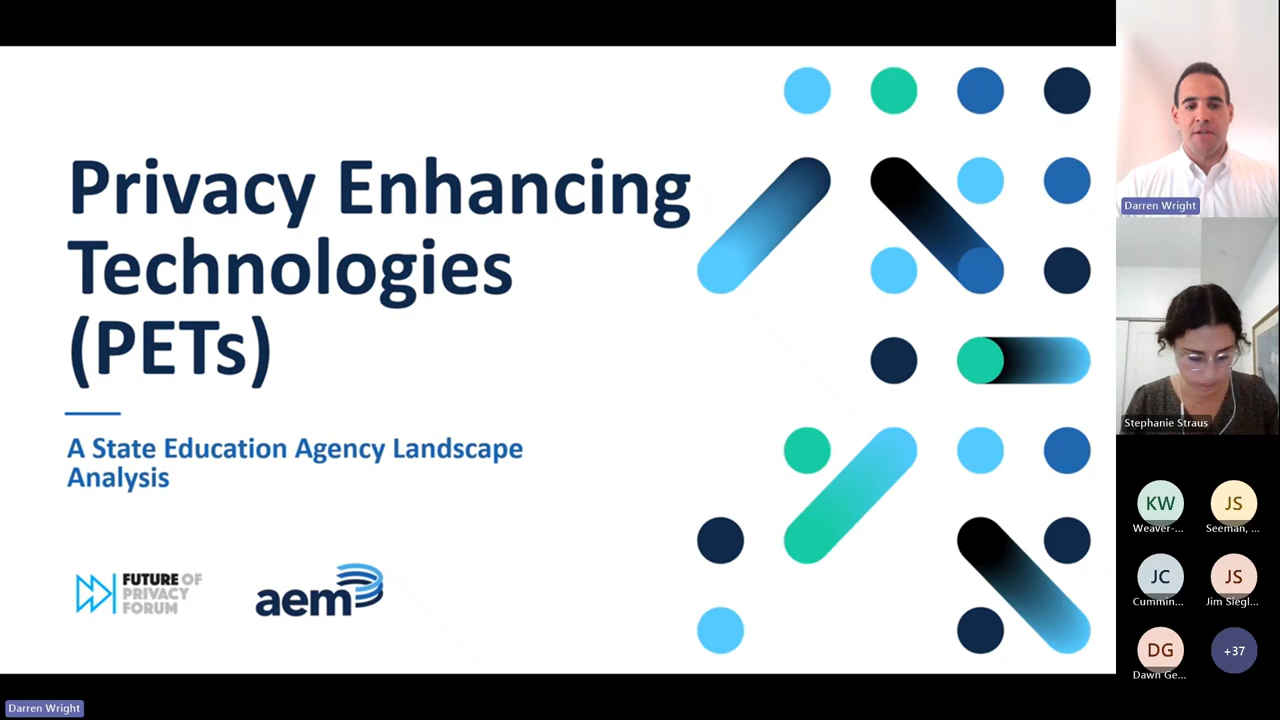 Privacy Enhancing
Technologies
(PETs)
A State Education Agency Landscape
Analysis
FUTURE OF
PRIVACY
FORUM
aem
Darren Wright
Stephanie Straus
KW
Weaver-...
JS
Seeman, ...
JC
Cummin...
JS
Jim Siegl...
DG
Dawn Ge...
+37
Darren Wright